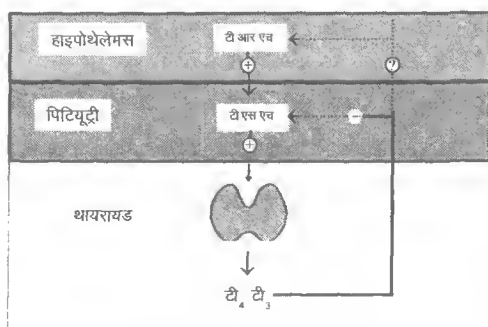 हाइपोथेलेमस
टी आर एच
+
?
पिटियूट्री
टी एस एच
−
+
थायरायड
टी₄ टी₃